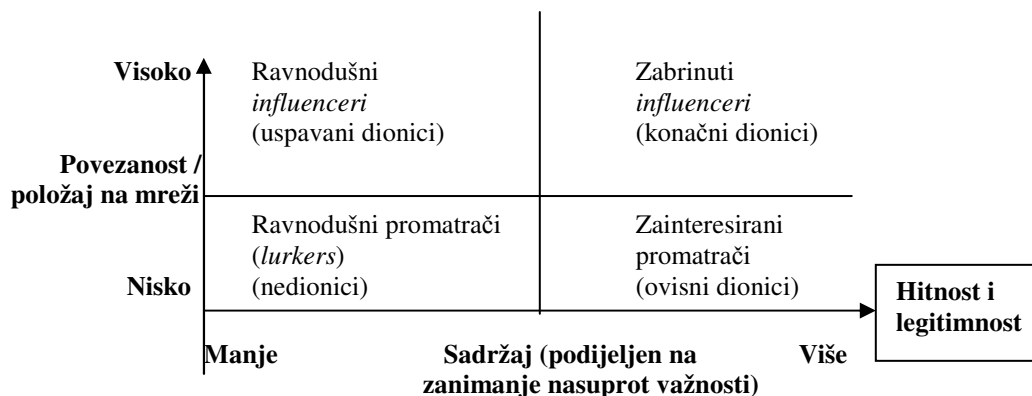 Visoko
Ravnodušni
influenceri
(uspavani dionici)
Zabrinuti
influenceri
(konačni dionici)
Povezanost /
položaj na mreži
Ravnodušni promatrači
(lurkers)
(nedionici)
Zainteresirani
promatrači
(ovisni dionici)
Nisko
Hitnost i
legitimnost
Manje
Sadržaj (podijeljen na
zanimanje nasuprot važnosti)
Više